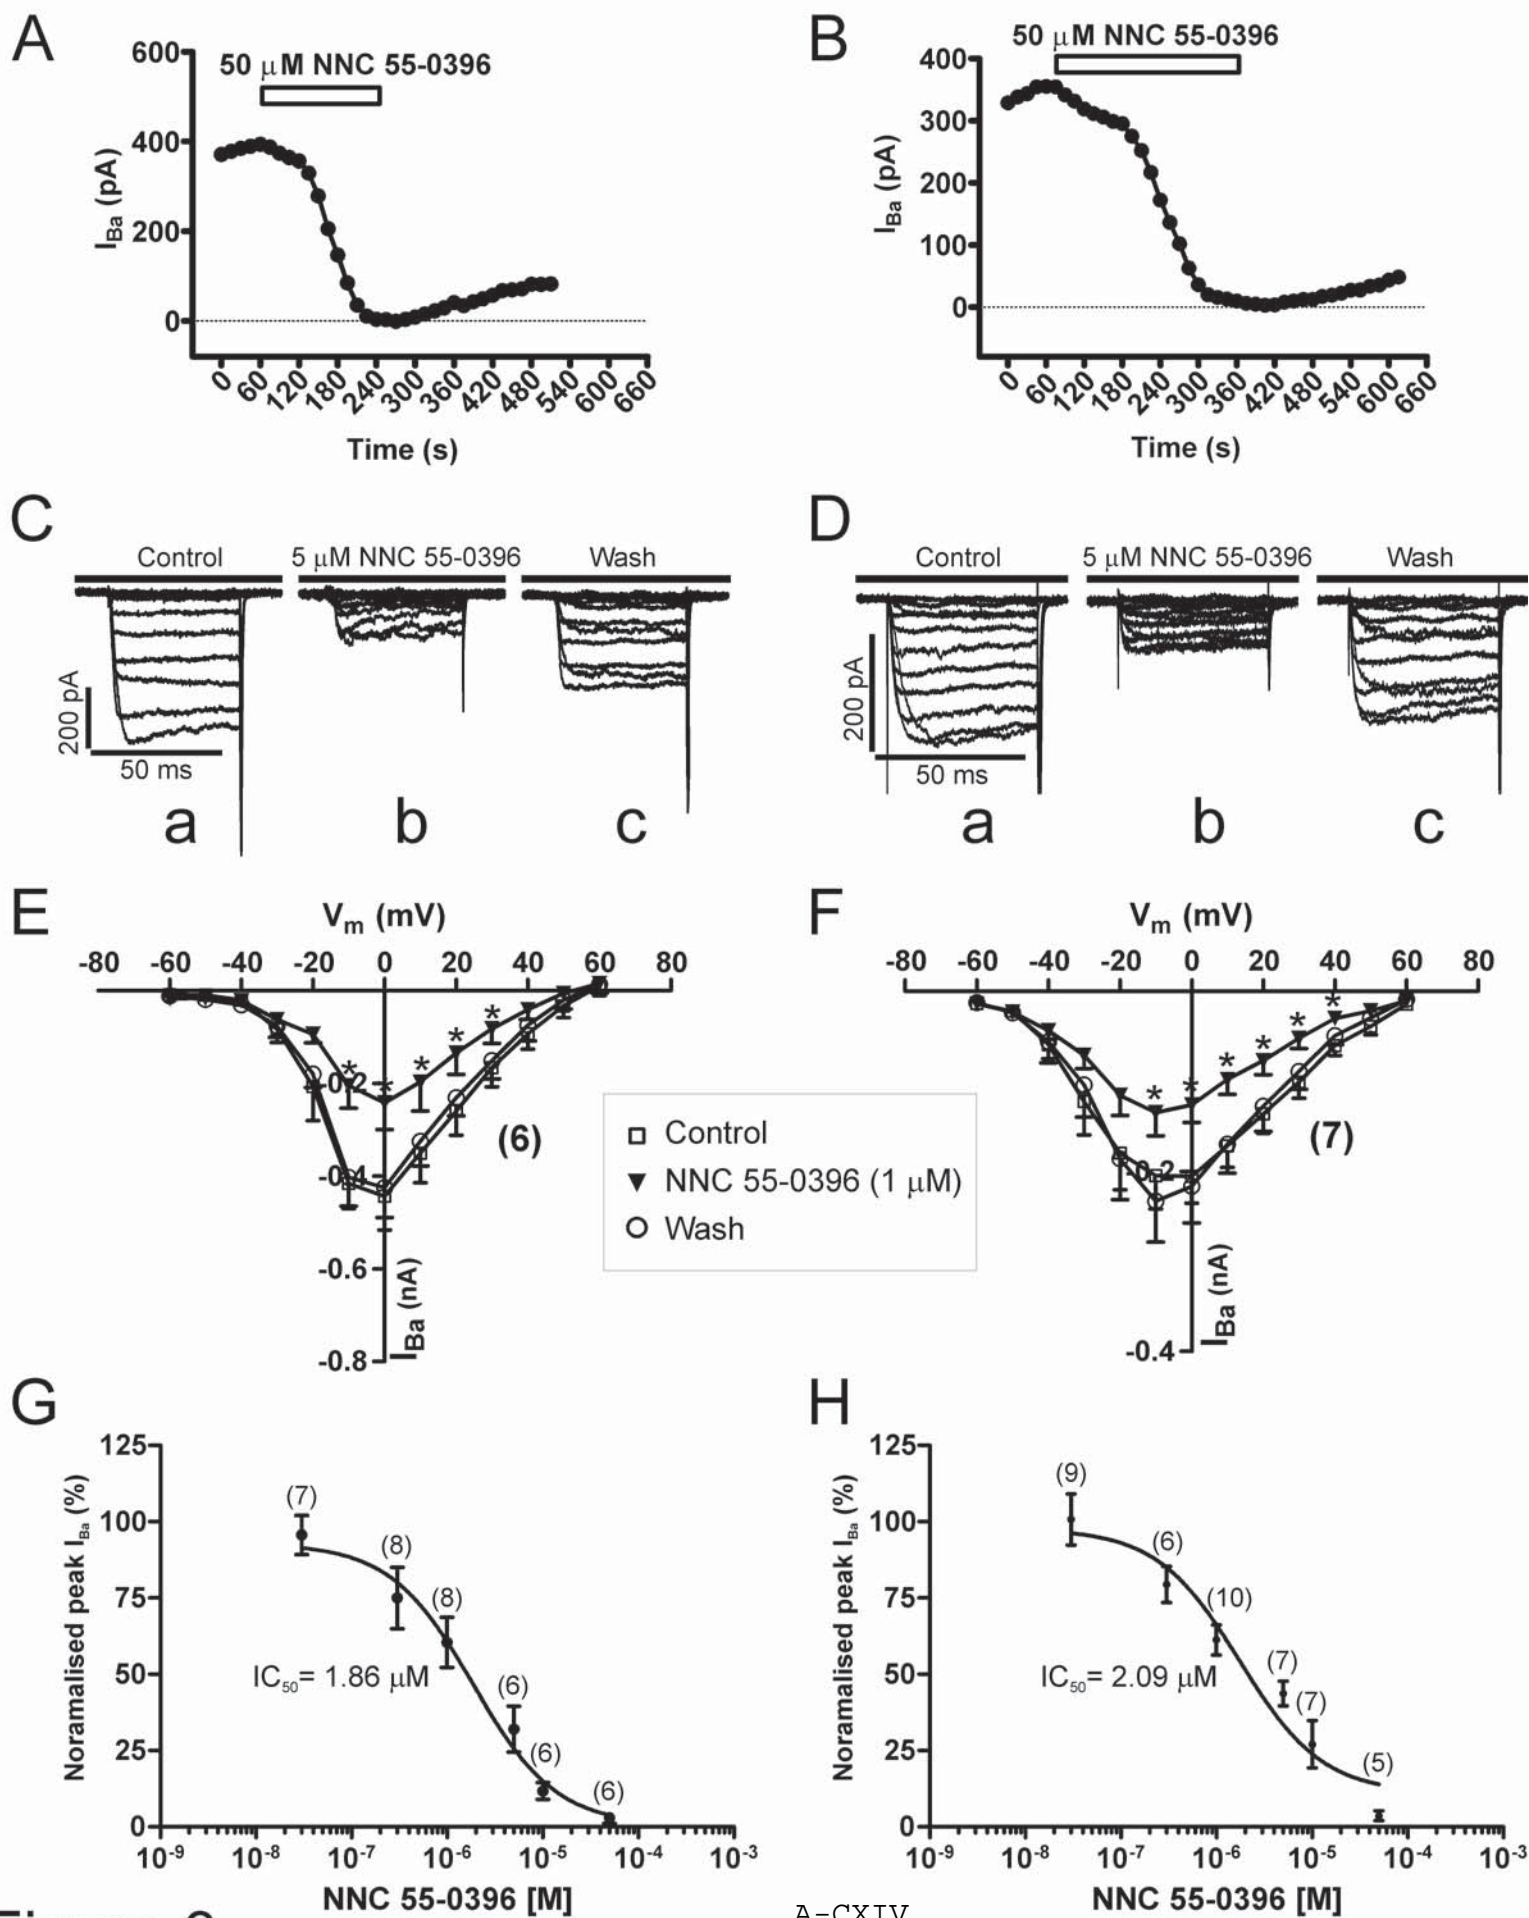 A
50 μM NNC 55-0396
600
400
200
0
I Ba (pA)
0 60 120 180 240 300 360 420 480 540 600 660
Time (s)
B
50 μM NNC 55-0396
400
300
200
100
0
I Ba (pA)
0 60 120 180 240 300 360 420 480 540 600 660
Time (s)
C
Control 5 μM NNC 55-0396 Wash
200 pA
50 ms
a b c
D
Control 5 μM NNC 55-0396 Wash
200 pA
50 ms
a b c
E
Vm (mV)
-80 -60 -40 -20 0 20 40 60 80
* * * * *
-0.2
-0.4
-0.6
-0.8
(6)
IBa (nA)
F
Vm (mV)
-80 -60 -40 -20 0 20 40 60 80
* * * * * *
-0.2
-0.4
(7)
IBa (nA)
Control
NNC 55-0396 (1 μM)
Wash
G
125
100
75
50
25
0
Noramalised peak IBa (%)
(7) (8) (8) (6) (6) (6)
IC50= 1.86 μM
10-9 10-8 10-7 10-6 10-5 10-4 10-3
NNC 55-0396 [M]
H
125
100
75
50
25
0
Noramalised peak IBa (%)
(9) (6) (10) (7) (7) (5)
IC50= 2.09 μM
10-9 10-8 10-7 10-6 10-5 10-4 10-3
NNC 55-0396 [M]
A-CXIV